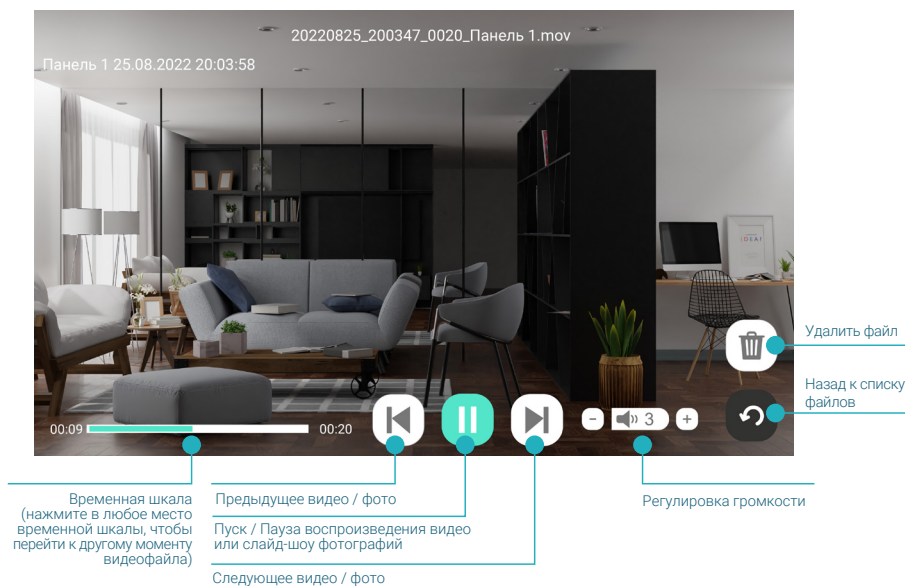 20220825_200347_0020_Панель 1.mov
Панель 1 25.08.2022 20:03:58
IDEA!
Удалить файл
Назад к списку
файлов
00:09
00:20
3
Временная шкала
(нажмите в любое место
временной шкалы, чтобы
перейти к другому моменту
видеофайла)
Предыдущее видео / фото
Пуск / Пауза воспроизведения видео
или слайд-шоу фотографий
Следующее видео / фото
Регулировка громкости